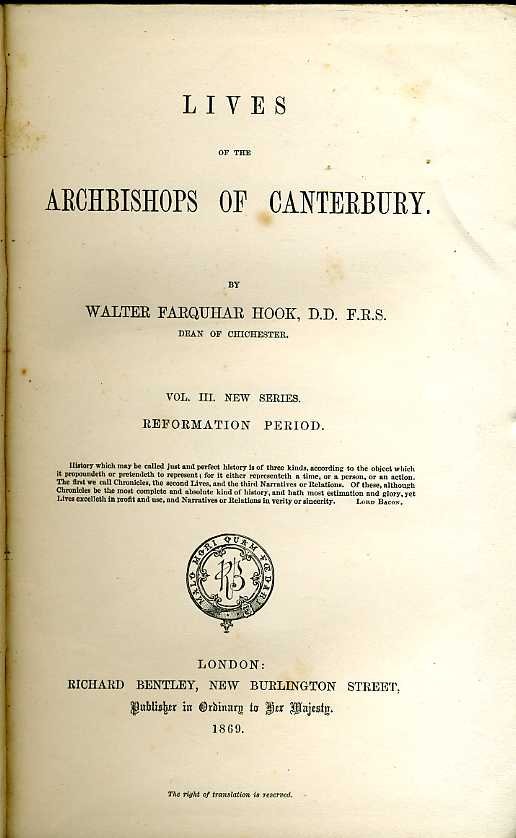 LIVES
OF THE
ARCHBISHOPS OF CANTERBURY.
BY
WALTER FARQUHAR HOOK, D.D. F.R.S.
DEAN OF CHICHESTER.
VOL. III. NEW SERIES.
REFORMATION PERIOD.
History which may be called just and perfect history is of three kinds, according to the object which
it propoundeth or pretendeth to represent; for it either representeth a time, or a person, or an action.
The first we call Chronicles, the second Lives, and the third Narratives or Relations. Of these, although
Chronicles be the most complete and absolute kind of history, and hath most estimation and glory, yet
Lives excelleth in profit and use, and Narratives or Relations in verity or sincerity. LORD BACON.
MALO MORI QUAM FŒDARI
RB
LONDON:
RICHARD BENTLEY, NEW BURLINGTON STREET,
Publisher in Ordinary to Her Majesty.
1869.
The right of translation is reserved.